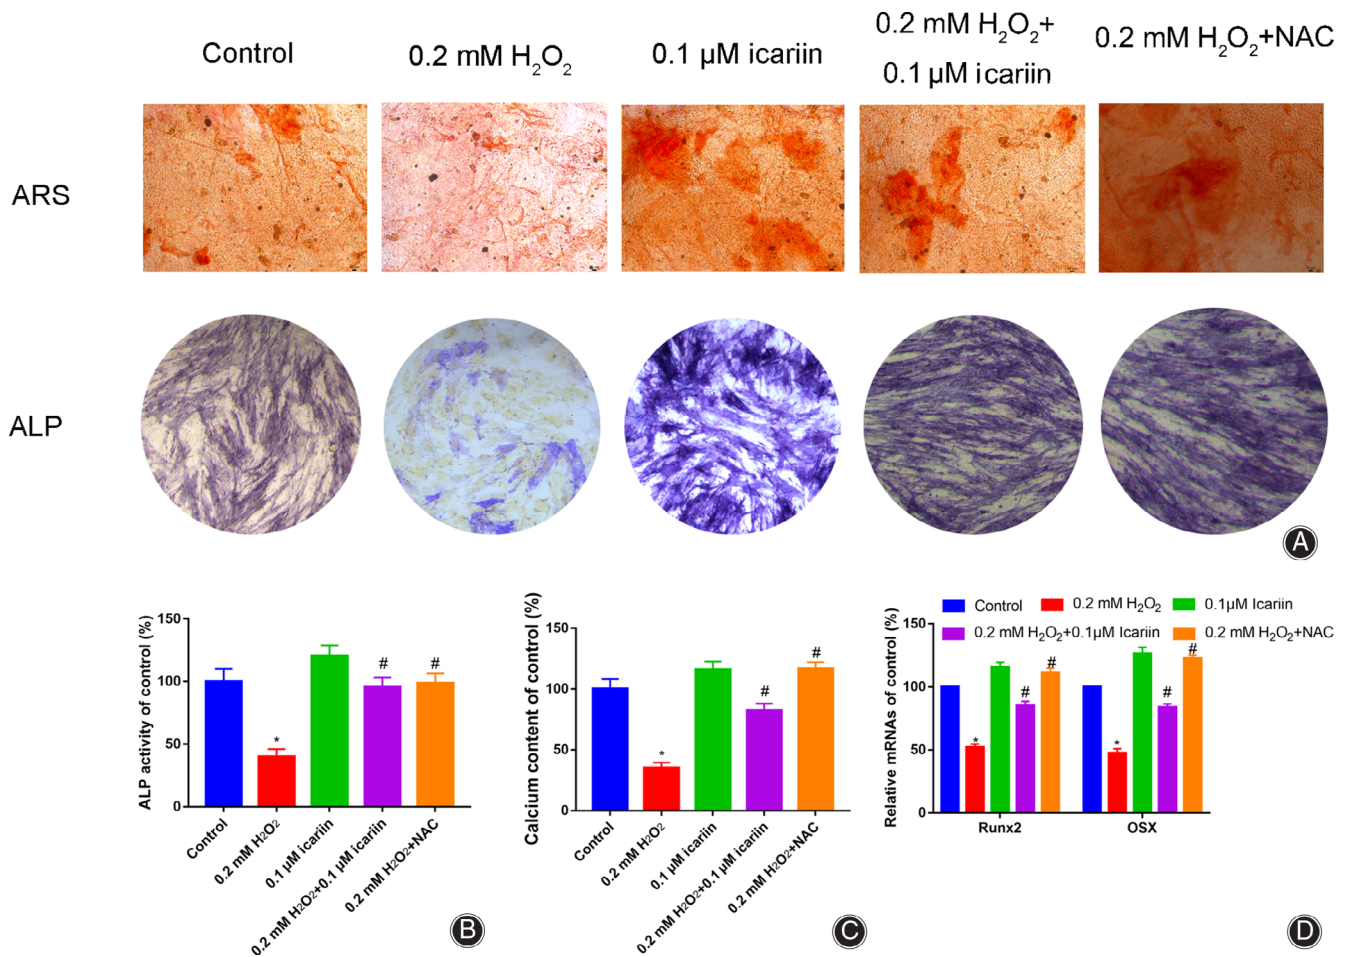 Control
0.2 mM H₂O₂
0.1 µM icariin
0.2 mM H₂O₂+
0.1 µM icariin
0.2 mM H₂O₂+NAC
ARS
ALP
A
ALP activity of control (%)
150
100
50
0
Control
0.2 mM H₂O₂
0.1 µM icariin
0.2 mM H₂O₂+0.1 µM icariin
0.2 mM H₂O₂+NAC
*
#
#
B
Calcium content of control (%)
150
100
50
0
Control
0.2 mM H₂O₂
0.1 µM icariin
0.2 mM H₂O₂+0.1 µM icariin
0.2 mM H₂O₂+NAC
*
#
#
C
Control
0.2 mM H₂O₂
0.1µM Icariin
0.2 mM H₂O₂+0.1µM Icariin
0.2 mM H₂O₂+NAC
Relative mRNAs of control (%)
150
100
50
0
*
#
#
*
#
#
Runx2
OSX
D